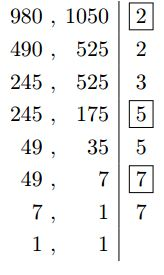 980 , 1050 | 2
490 , 525 | 2
245 , 525 | 3
245 , 175 | 5
49 , 35 | 5
49 , 7 | 7
7 , 1 | 7
1 , 1 |